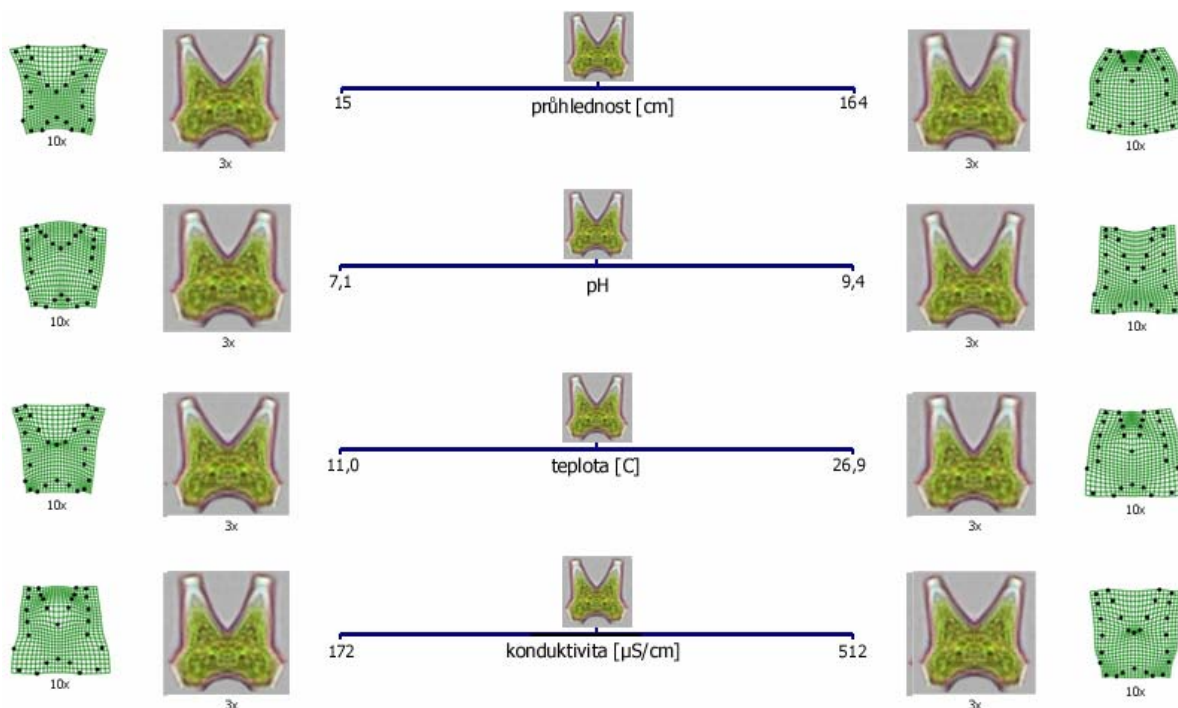 15 164
průhlednost [cm]
10x 3x 3x 10x
7,1 9,4
pH
10x 3x 3x 10x
11,0 26,9
teplota [C]
10x 3x 3x 10x
172 512
konduktivita [µS/cm]
10x 3x 3x 10x